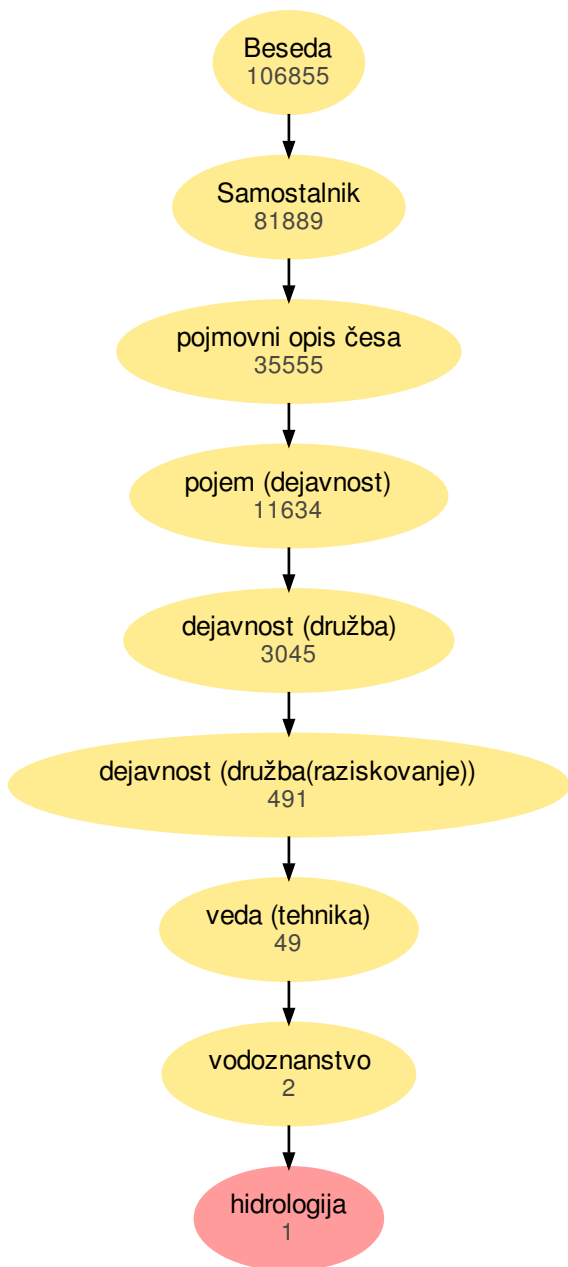 Beseda
106855
Samostalnik
81889
pojmovni opis česa
35555
pojem (dejavnost)
11634
dejavnost (družba)
3045
dejavnost (družba(raziskovanje))
491
veda (tehnika)
49
vodoznanstvo
2
hidrologija
1